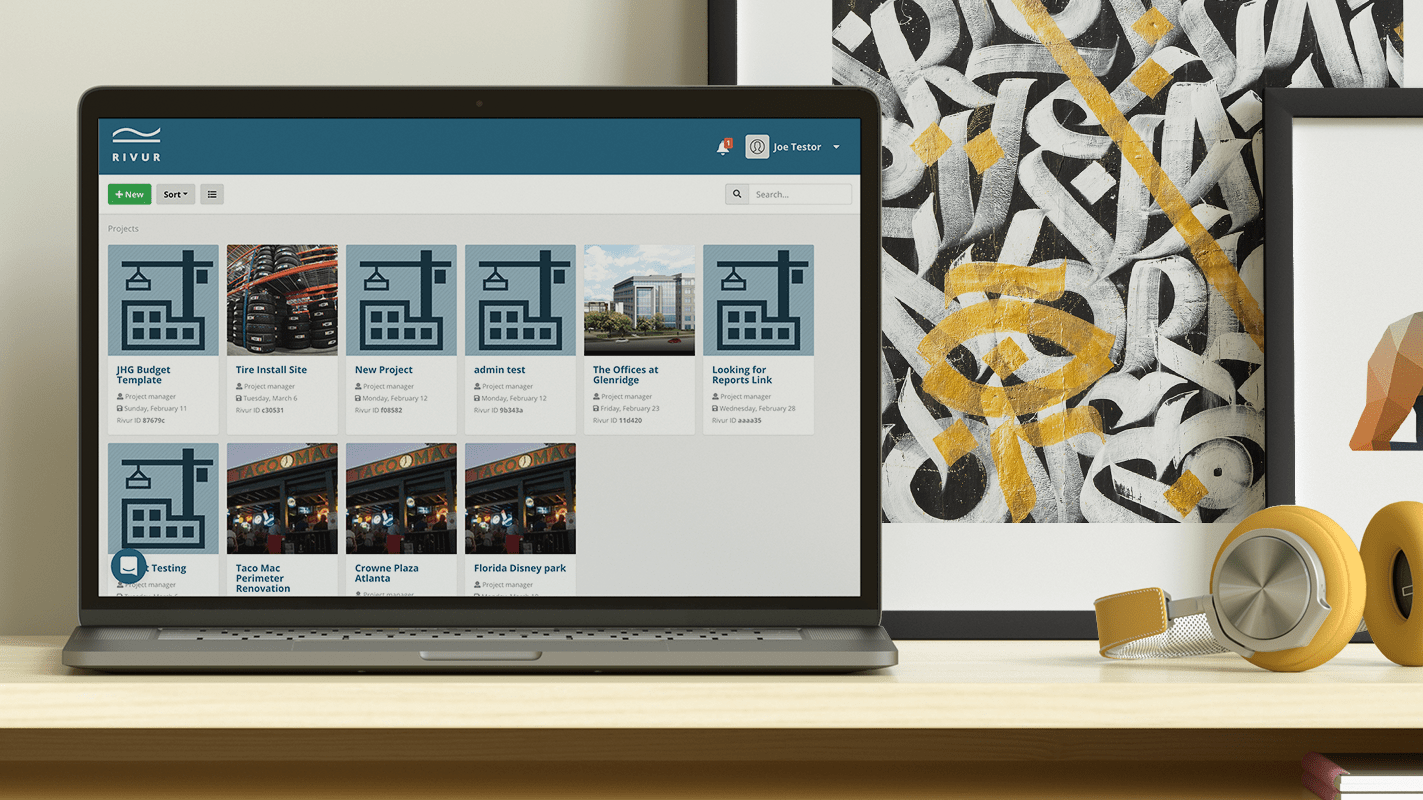 RIVUR
1
Joe Testor
+ New
Sort
Search...
Projects
JHG Budget
Template
Project manager
Sunday, February 11
Rivur ID 87679c
Tire Install Site
Project manager
Tuesday, March 6
Rivur ID c30531
New Project
Project manager
Monday, February 12
Rivur ID f08582
admin test
Project manager
Monday, February 12
Rivur ID 9b343a
The Offices at
Glenridge
Project manager
Friday, February 23
Rivur ID 11d420
Looking for
Reports Link
Project manager
Wednesday, February 28
Rivur ID aaaa35
t Testing
Project manager
TACO MAC
Taco Mac
Perimeter
Renovation
TACO MAC
Crowne Plaza
Atlanta
Project manager
TACO MAC
Florida Disney park
Project manager